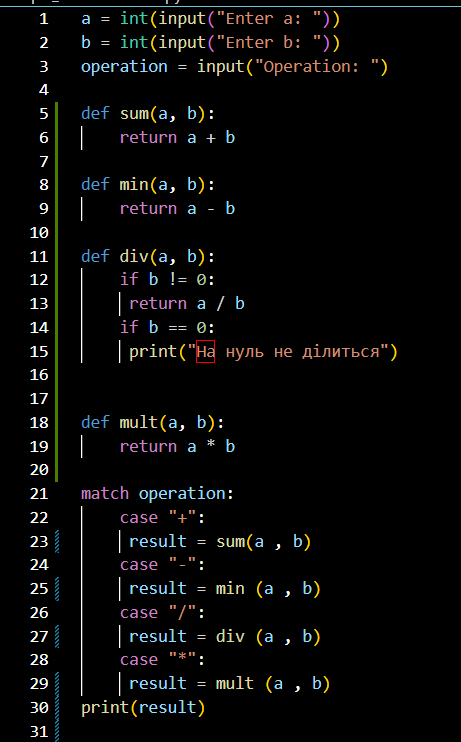 1 a = int(input("Enter a: "))
2 b = int(input("Enter b: "))
3 operation = input("Operation: ")
4
5 def sum(a, b):
6     return a + b
7
8 def min(a, b):
9     return a - b
10
11 def div(a, b):
12     if b != 0:
13      return a / b
14     if b == 0:
15      print("На нуль не ділиться")
16
17
18 def mult(a, b):
19     return a * b
20
21 match operation:
22     case "+":
23      result = sum(a , b)
24     case "-":
25      result = min (a , b)
26     case "/":
27      result = div (a , b)
28     case "*":
29      result = mult (a , b)
30 print(result)
31